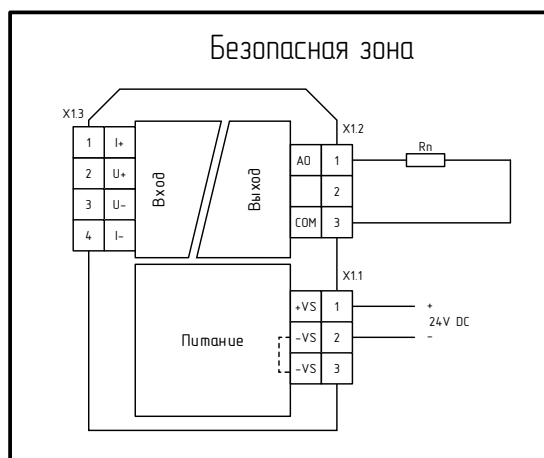 Безопасная зона
X1.3
X1.2
1 I+
2 U+
3 U-
4 I-
Вход
Выход
AO 1
2
COM 3
Rn
X1.1
Питание
+VS 1
-VS 2
-VS 3
+
24V DC
-